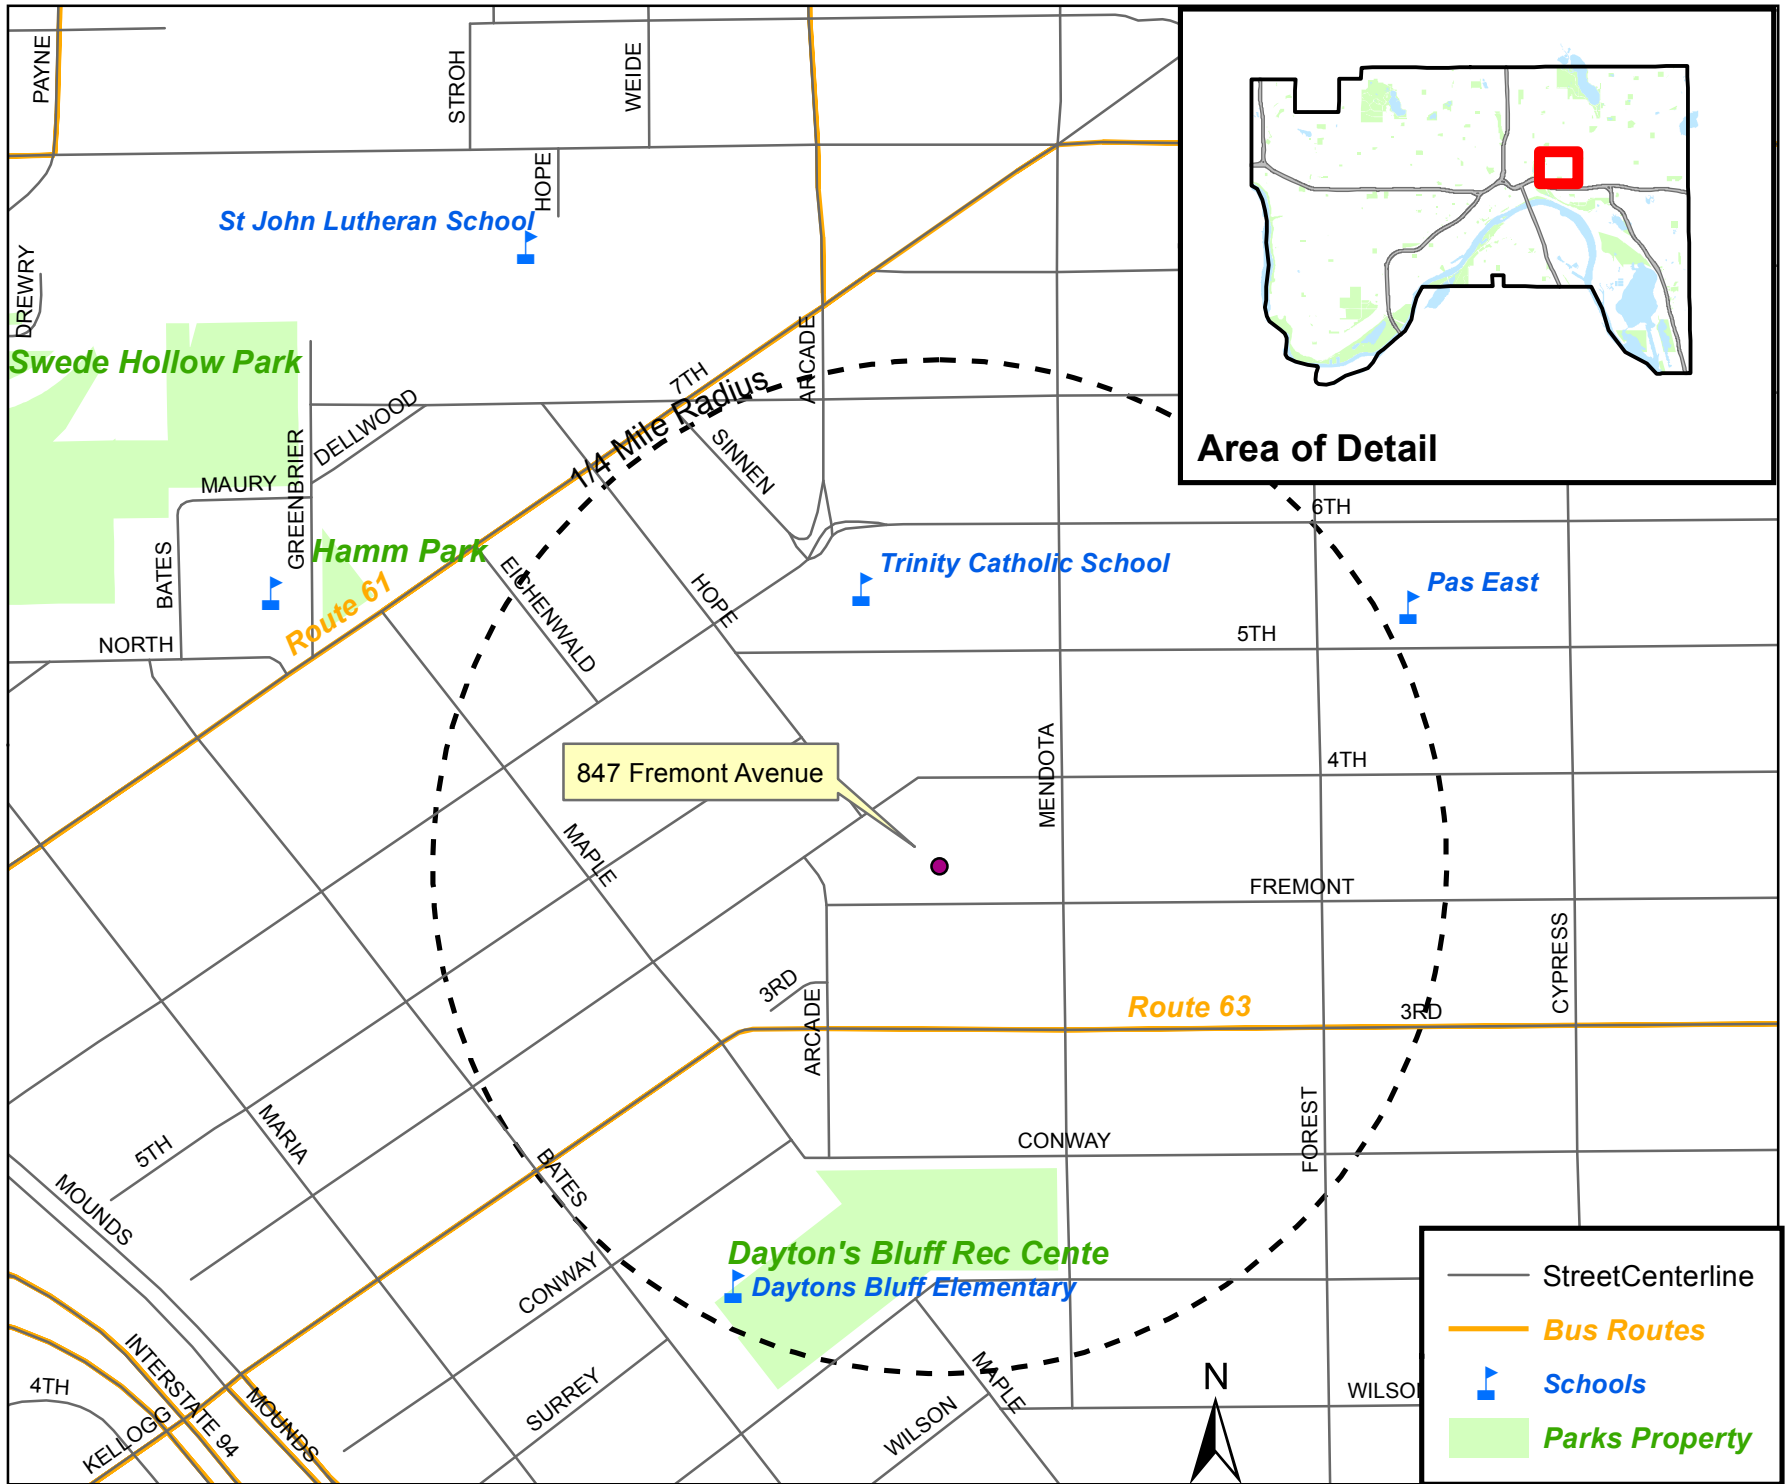 PAYNE
STROH
WEIDE
HOPE
St John Lutheran School
DREWRY
Swede Hollow Park
ARCADE
7TH
1/4 Mile Radius
DELLWOOD
SINNEN
GREENBRIER
MAURY
Area of Detail
6TH
Hamm Park
BATES
EICHENWALD
HOPE
Trinity Catholic School
Pas East
Route 61
NORTH
5TH
847 Fremont Avenue
MENDOTA
4TH
MAPLE
FREMONT
CYPRESS
3RD
ARCADE
Route 63
3RD
MARIA
5TH
CONWAY
FOREST
BATES
MOUNDS
Dayton's Bluff Rec Cente
Daytons Bluff Elementary
CONWAY
StreetCenterline
Bus Routes
Schools
Parks Property
INTERSTATE 94
4TH
MOUNDS
KELLOGG
SURREY
WILSON
MAPLE
N
WILSO